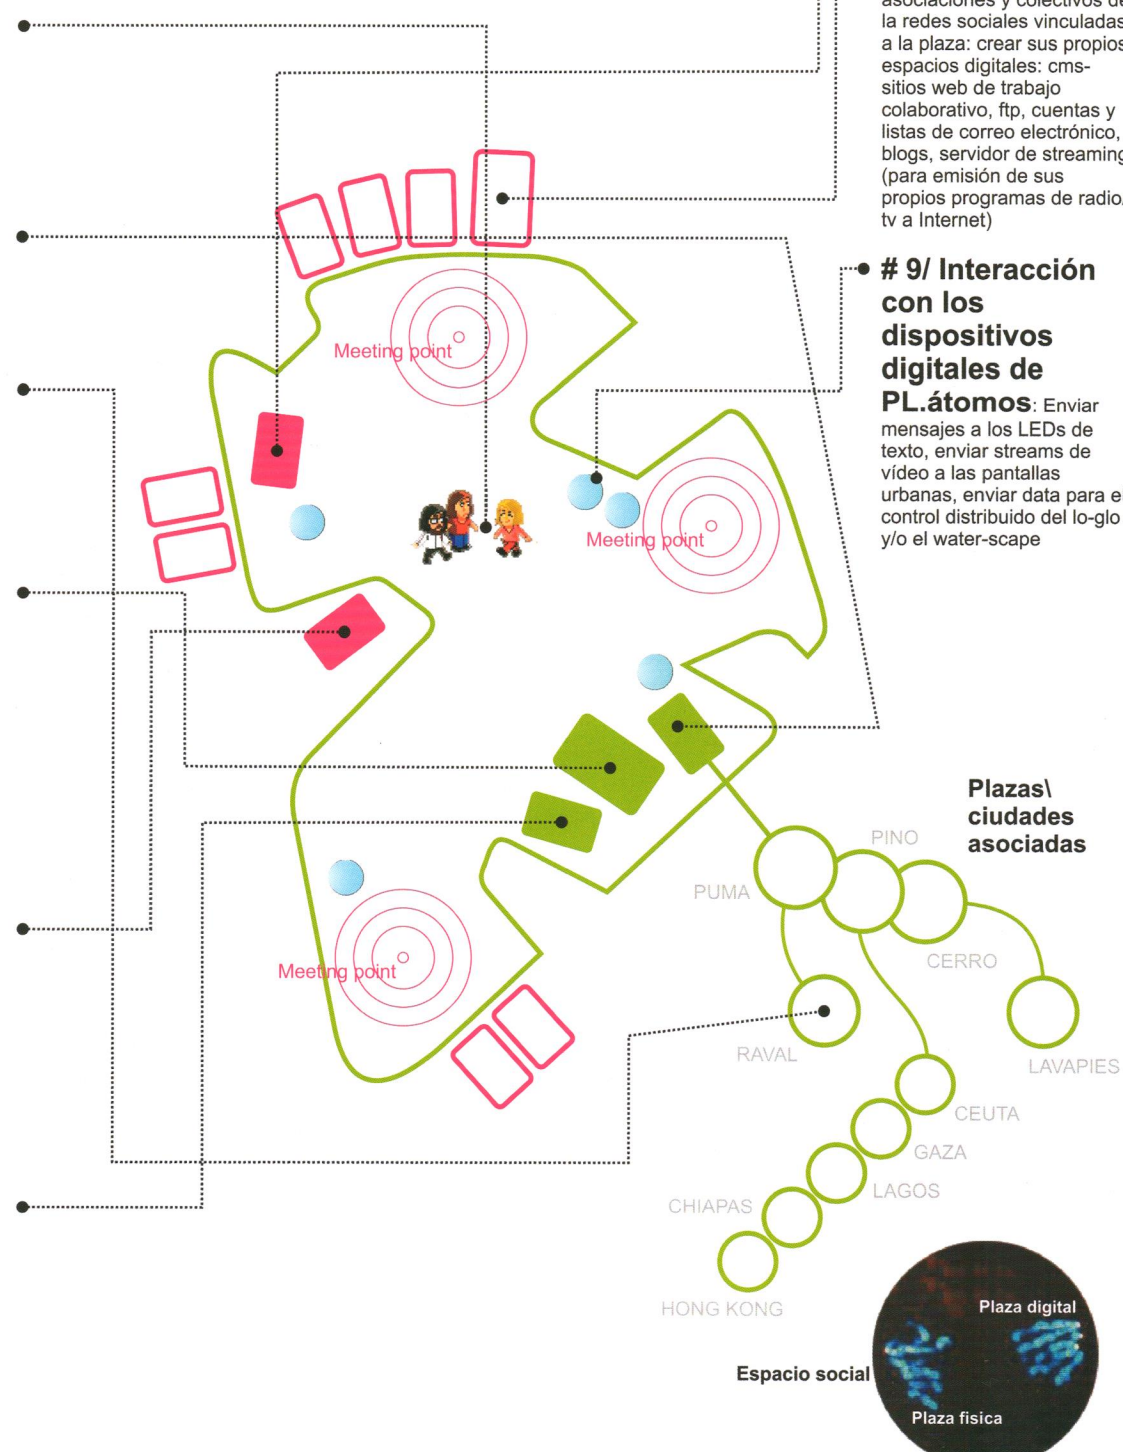 asociaciones y colectivos de
la redes sociales vinculadas
a la plaza: crear sus propios
espacios digitales: cms-
sitios web de trabajo
colaborativo, ftp, cuentas y
listas de correo electrónico,
blogs, servidor de streaming
(para emisión de sus
propios programas de radio/
tv a Internet)
# 9/ Interacción
con los
dispositivos
digitales de
PL.átomos: Enviar
mensajes a los LEDs de
texto, enviar streams de
vídeo a las pantallas
urbanas, enviar data para el
control distribuido del lo-glo
y/o el water-scape
Meeting point
Meeting point
Meeting point
Plazas\
ciudades
asociadas
PINO
PUMA
CERRO
RAVAL
LAVAPIES
CEUTA
GAZA
LAGOS
CHIAPAS
HONG KONG
Plaza digital
Espacio social
Plaza fisica